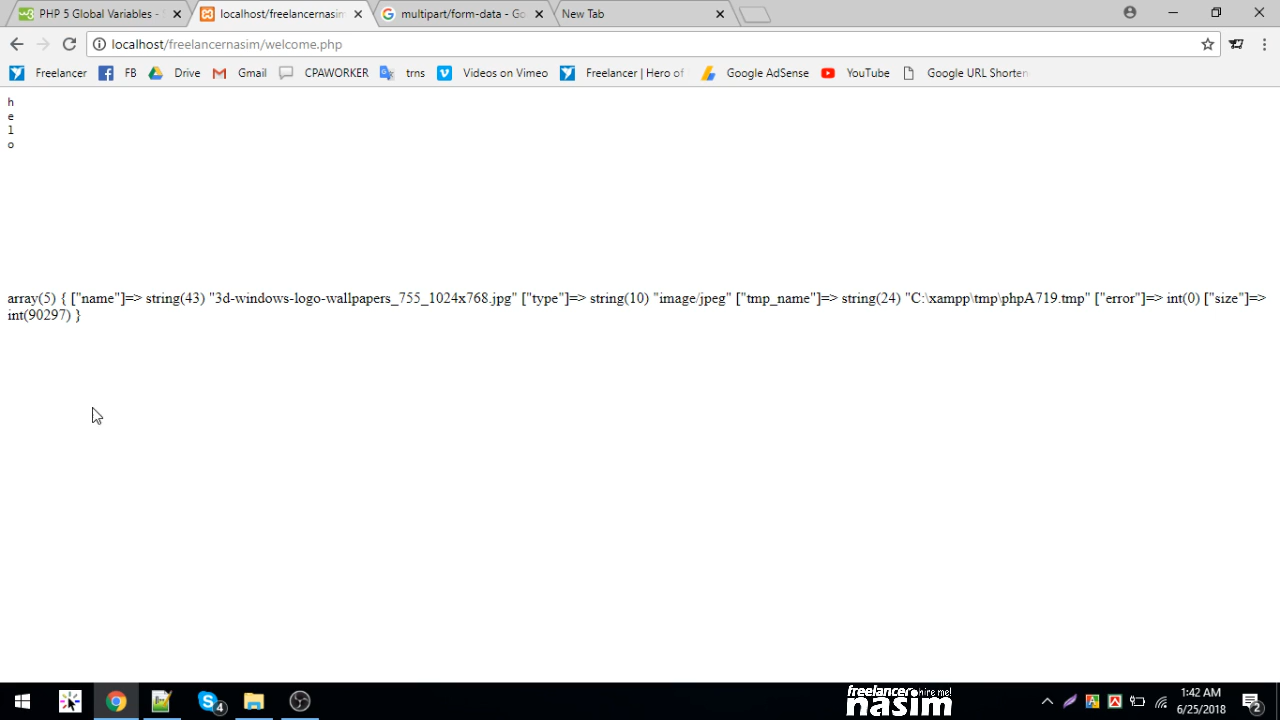 PHP 5 Global Variables -
localhost/freelancernasim
multipart/form-data - Go
New Tab
localhost/freelancernasim/welcome.php
Freelancer FB Drive Gmail CPAWORKER trns Videos on Vimeo Freelancer | Hero of Google AdSense YouTube Google URL Shorten
h
e
l
o
array(5) { ["name"]=> string(43) "3d-windows-logo-wallpapers_755_1024x768.jpg" ["type"]=> string(10) "image/jpeg" ["tmp_name"]=> string(24) "C:\xampp\tmp\phpA719.tmp" ["error"]=> int(0) ["size"]=>
int(90297) }
freelancer hire me!
nasim
4
1:42 AM
6/25/2018
2